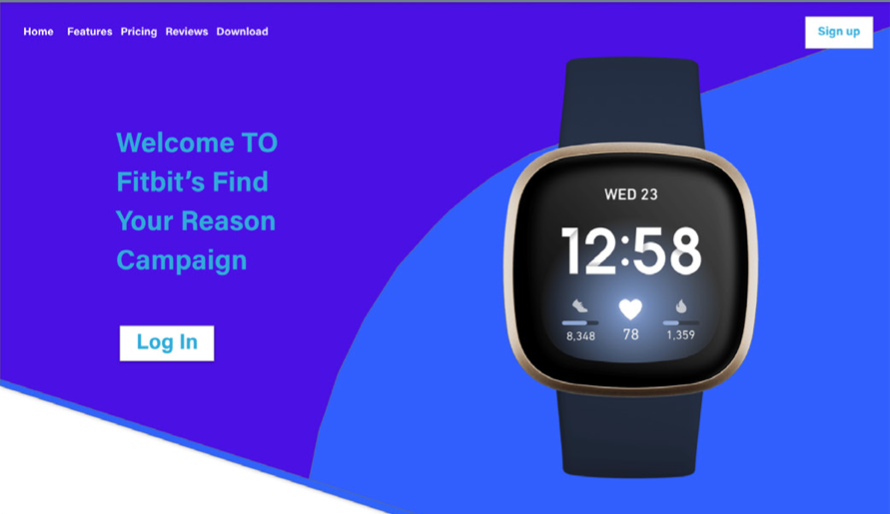 Home Features Pricing Reviews Download
Sign up
Welcome TO
Fitbit’s Find
Your Reason
Campaign
Log In
WED 23
12:58
8,348 78 1,359